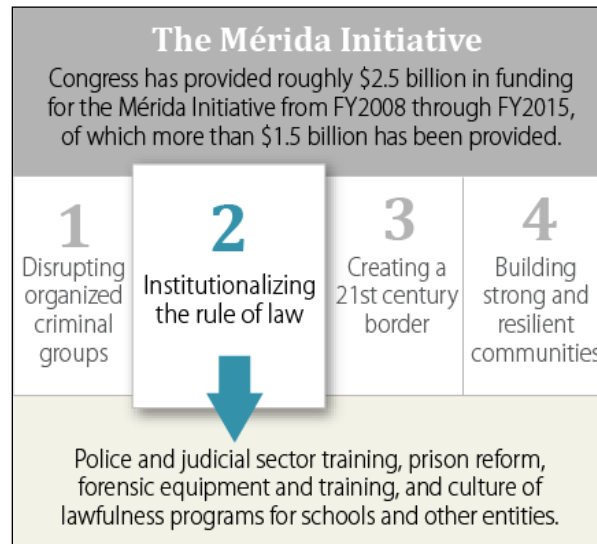 The Mérida Initiative
Congress has provided roughly $2.5 billion in funding
for the Mérida Initiative from FY2008 through FY2015,
of which more than $1.5 billion has been provided.
1
Disrupting
organized
criminal
groups
2
Institutionalizing
the rule of law
3
Creating a
21st century
border
4
Building
strong and
resilient
communities
Police and judicial sector training, prison reform,
forensic equipment and training, and culture of
lawfulness programs for schools and other entities.